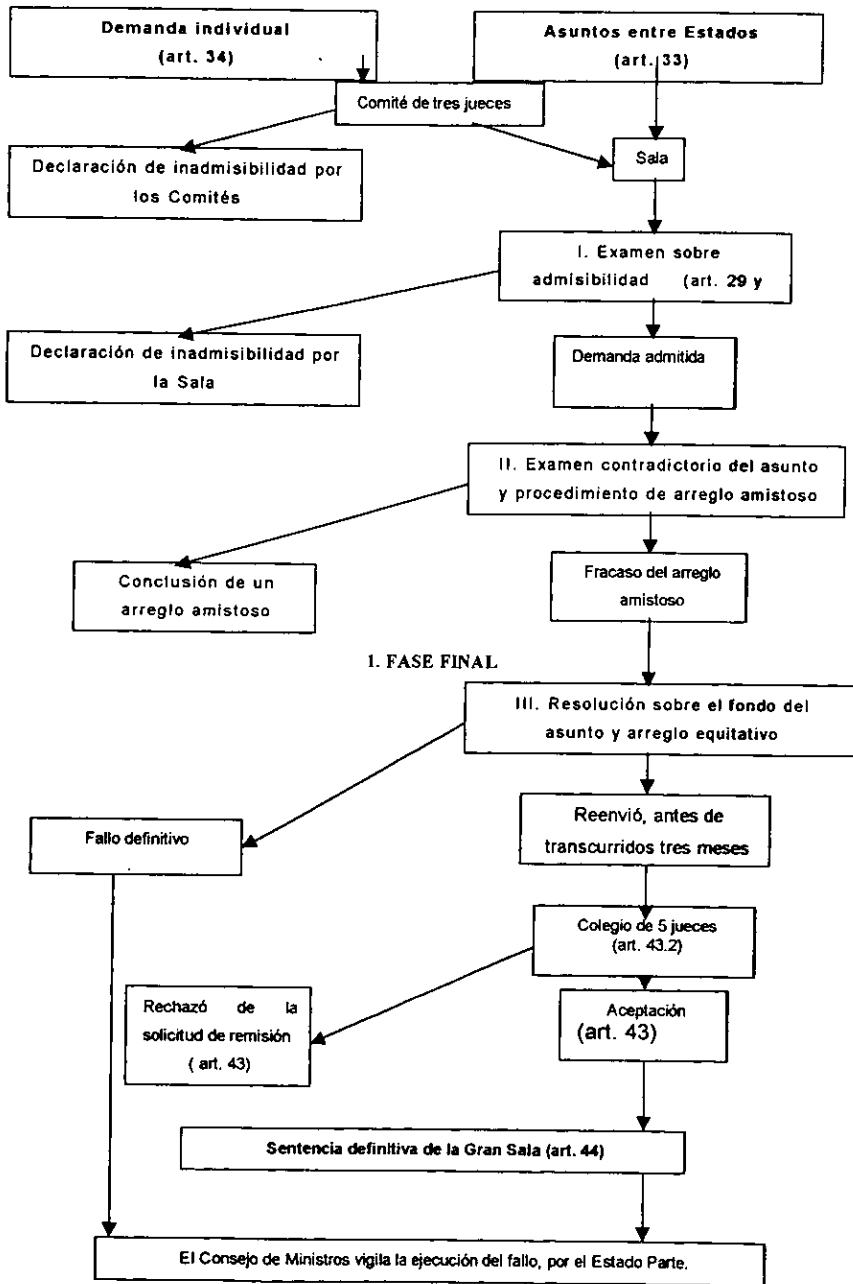 Demanda individual
(art. 34)
Asuntos entre Estados
(art. 33)
Comité de tres jueces
Sala
Declaración de inadmisibilidad por
los Comités
I. Examen sobre
admisibilidad (art. 29 y
Declaración de inadmisibilidad por
la Sala
Demanda admitida
II. Examen contradictorio del asunto
y procedimiento de arreglo amistoso
Conclusión de un
arreglo amistoso
Fracaso del arreglo
amistoso
1. FASE FINAL
III. Resolución sobre el fondo del
asunto y arreglo equitativo
Fallo definitivo
Reenvió, antes de
transcurridos tres meses
Colegio de 5 jueces
(art. 43.2)
Rechazó de la
solicitud de remisión
( art. 43)
Aceptación
(art. 43)
Sentencia definitiva de la Gran Sala (art. 44)
El Consejo de Ministros vigila la ejecución del fallo, por el Estado Parte.